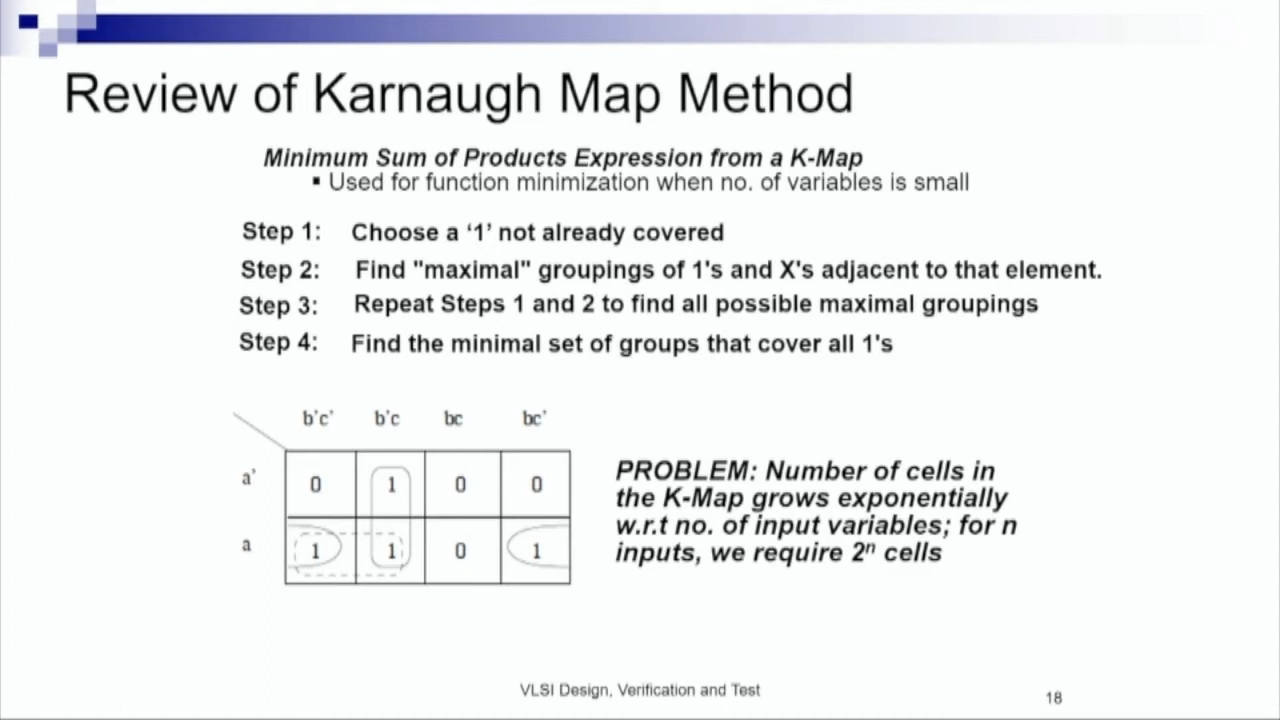 Review of Karnaugh Map Method
Minimum Sum of Products Expression from a K-Map
▪ Used for function minimization when no. of variables is small
Step 1: Choose a ‘1’ not already covered
Step 2: Find "maximal" groupings of 1's and X's adjacent to that element.
Step 3: Repeat Steps 1 and 2 to find all possible maximal groupings
Step 4: Find the minimal set of groups that cover all 1's
b'c' b'c bc bc'
a' 0 1 0 0
a 1 1 0 1
PROBLEM: Number of cells in
the K-Map grows exponentially
w.r.t no. of input variables; for n
inputs, we require 2ⁿ cells
VLSI Design, Verification and Test
18